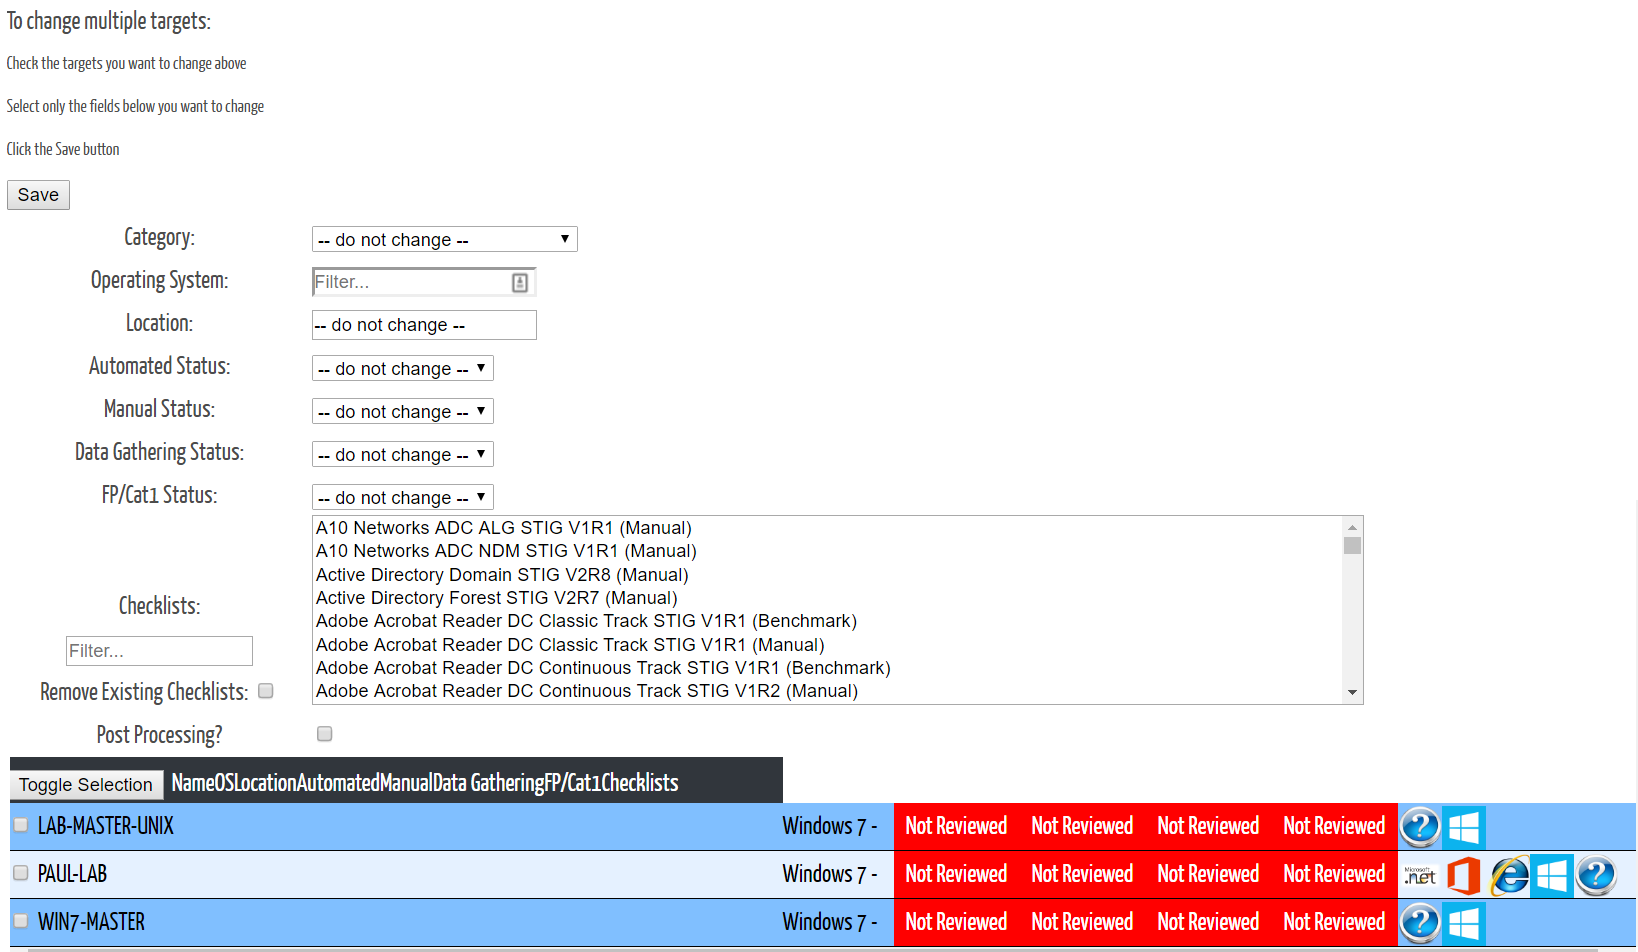 To change multiple targets:
Check the targets you want to change above
Select only the fields below you want to change
Click the Save button
Save
Category: -- do not change --
Operating System: Filter...
Location: -- do not change --
Automated Status: -- do not change --
Manual Status: -- do not change --
Data Gathering Status: -- do not change --
FP/Cat1 Status: -- do not change --
A10 Networks ADC ALG STIG V1R1 (Manual)
A10 Networks ADC NDM STIG V1R1 (Manual)
Active Directory Domain STIG V2R8 (Manual)
Active Directory Forest STIG V2R7 (Manual)
Checklists:
Adobe Acrobat Reader DC Classic Track STIG V1R1 (Benchmark)
Adobe Acrobat Reader DC Classic Track STIG V1R1 (Manual)
Filter...
Adobe Acrobat Reader DC Continuous Track STIG V1R1 (Benchmark)
Adobe Acrobat Reader DC Continuous Track STIG V1R2 (Manual)
Remove Existing Checklists:
Post Processing?
Toggle Selection NameOSLocationAutomatedManualData GatheringFP/Cat1Checklists
LAB-MASTER-UNIX Windows 7 - Not Reviewed Not Reviewed Not Reviewed Not Reviewed ?
PAUL-LAB Windows 7 - Not Reviewed Not Reviewed Not Reviewed Not Reviewed Microsoft .net ?
WIN7-MASTER Windows 7 - Not Reviewed Not Reviewed Not Reviewed Not Reviewed ?